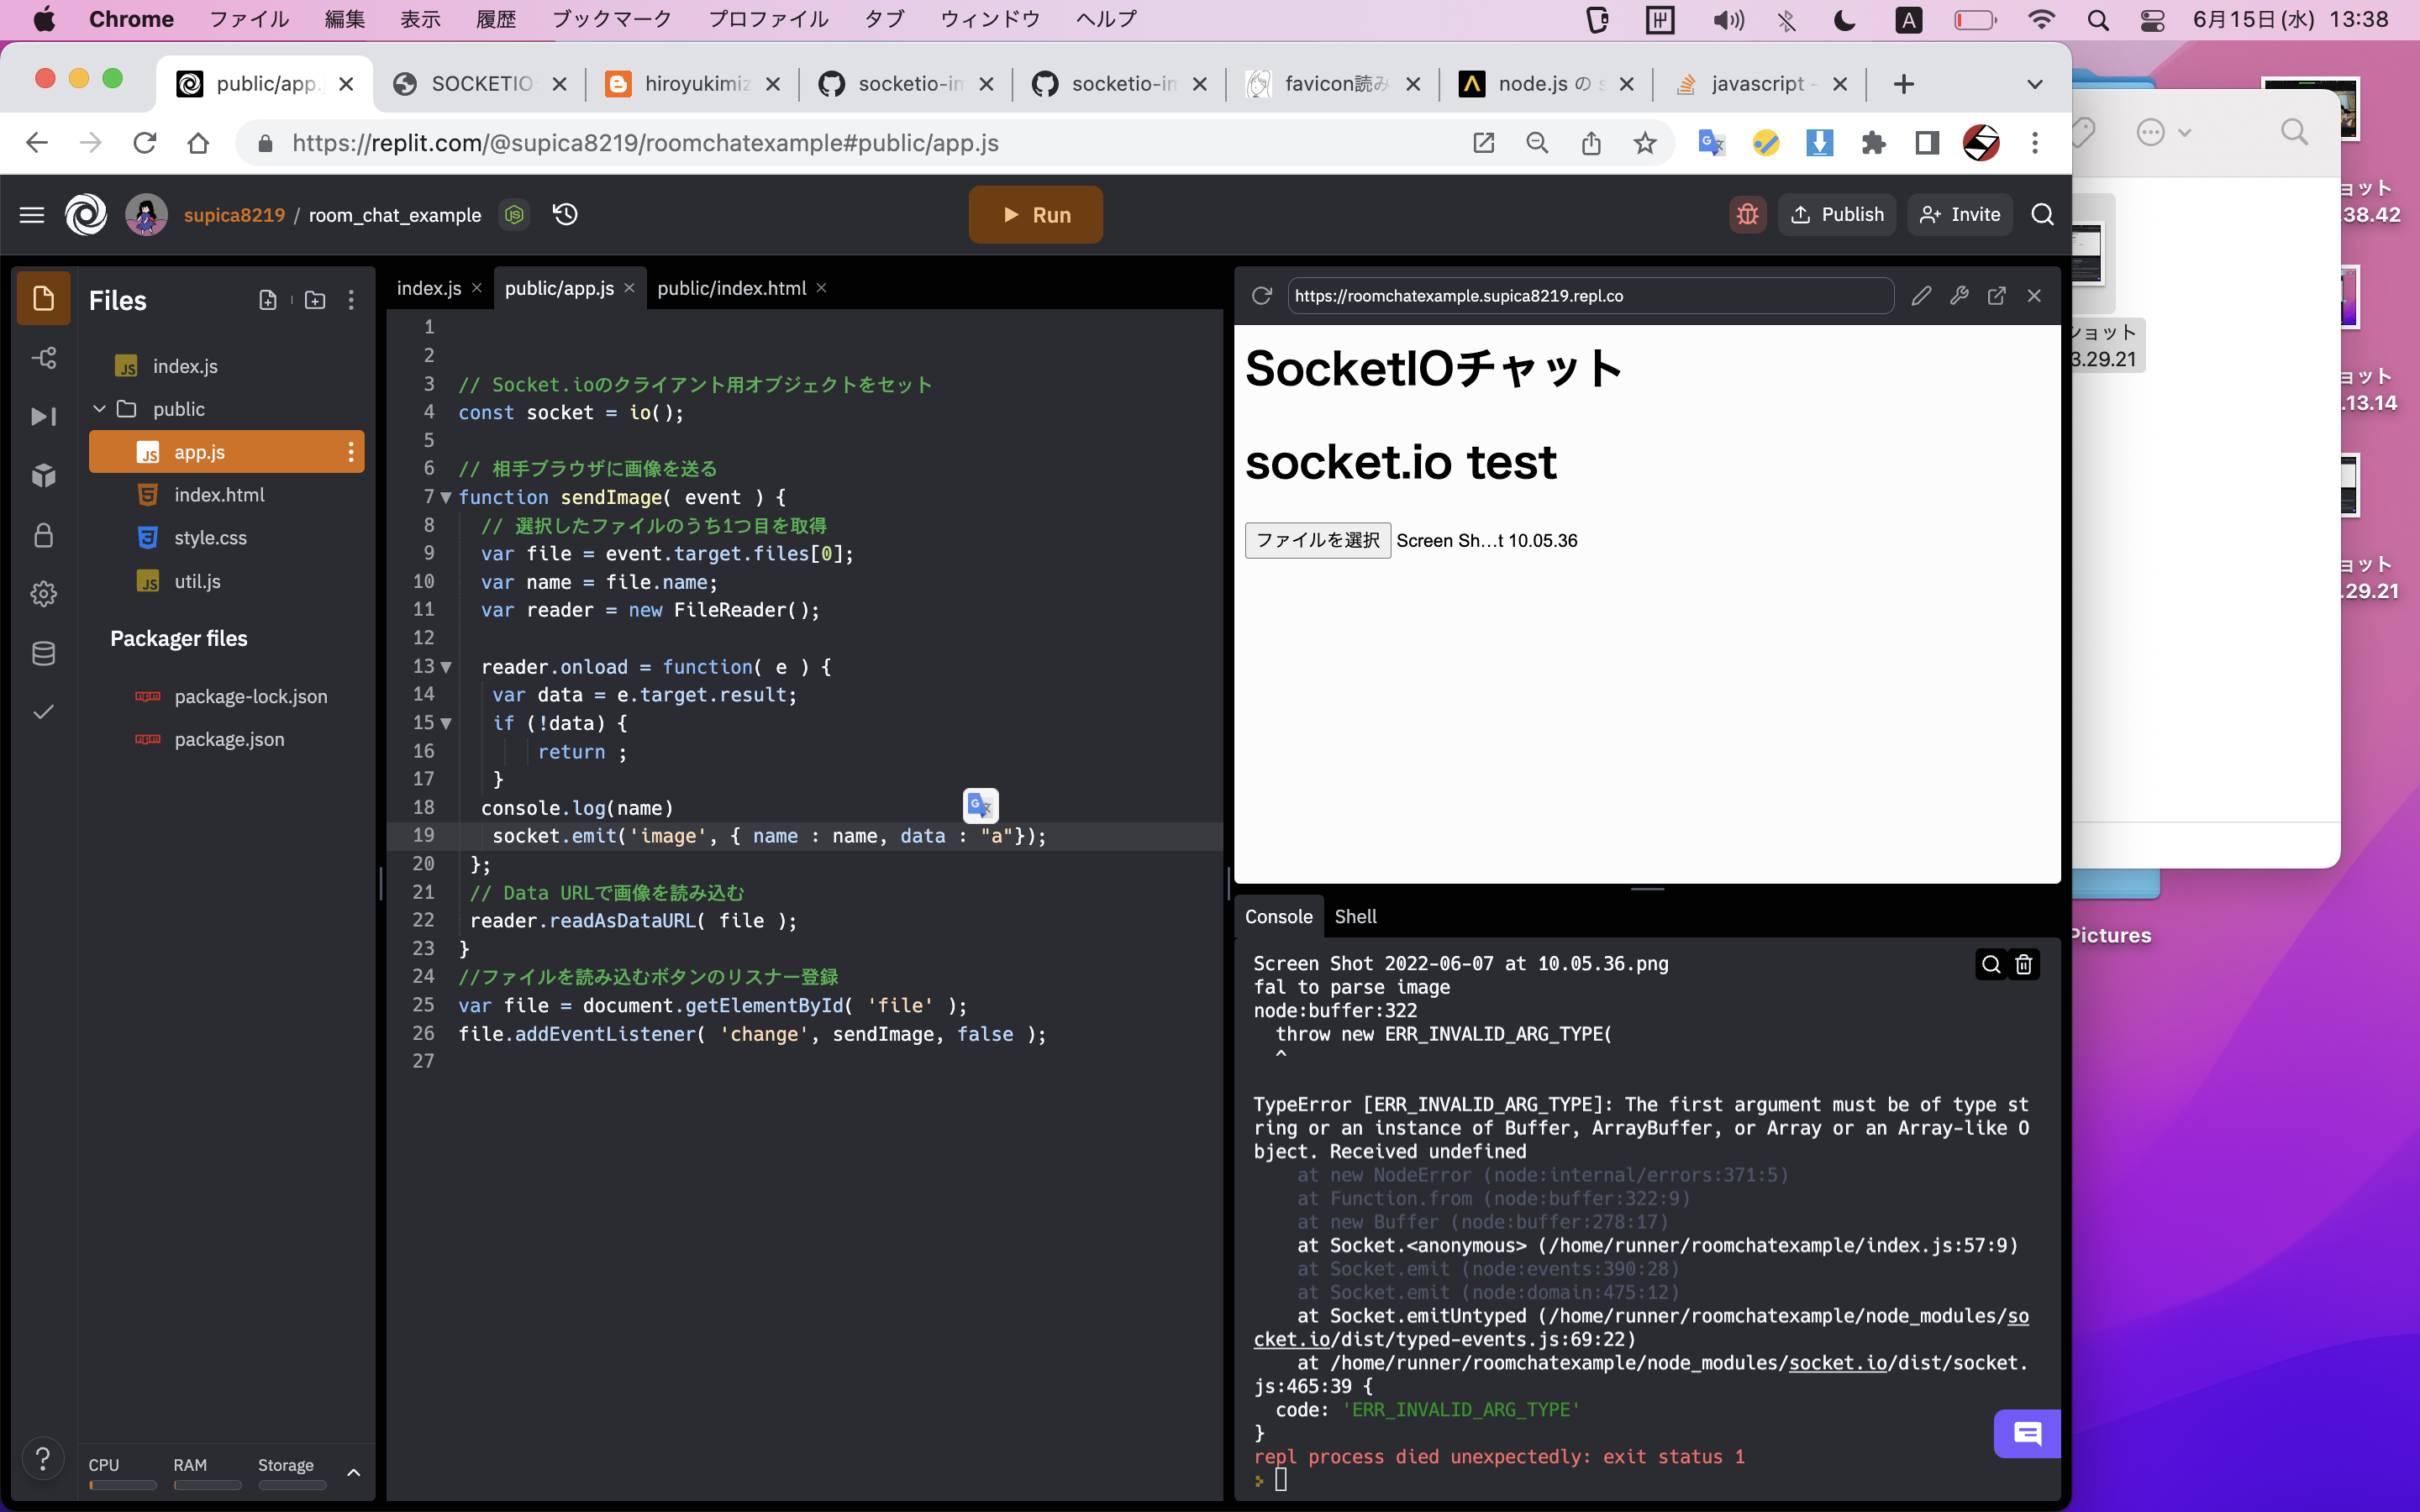 Chrome ファイル 編集 表示 履歴 ブックマーク プロファイル タブ ウィンドウ ヘルプ A 6月15日(水) 13:38
public/app. SOCKETIO hiroyukimiz socketio-im socketio-im favicon読み node.js の s javascript -
https://replit.com/@supica8219/roomchatexample#public/app.js
supica8219 / room_chat_example Run Publish Invite
Files
index.js
public
app.js
index.html
style.css
util.js
Packager files
package-lock.json
package.json
CPU RAM Storage
index.js public/app.js public/index.html
1
2
3 // Socket.ioのクライアント用オブジェクトをセット
4 const socket = io();
5
6 // 相手ブラウザに画像を送る
7 function sendImage( event ) {
8 // 選択したファイルのうち1つ目を取得
9 var file = event.target.files[0];
10 var name = file.name;
11 var reader = new FileReader();
12
13 reader.onload = function( e ) {
14 var data = e.target.result;
15 if (!data) {
16 return ;
17 }
18 console.log(name)
19 socket.emit('image', { name : name, data : "a"});
20 };
21 // Data URLで画像を読み込む
22 reader.readAsDataURL( file );
23 }
24 //ファイルを読み込むボタンのリスナー登録
25 var file = document.getElementById( 'file' );
26 file.addEventListener( 'change', sendImage, false );
27
https://roomchatexample.supica8219.repl.co
SocketIOチャット
socket.io test
ファイルを選択 Screen Sh...t 10.05.36
Console Shell
Screen Shot 2022-06-07 at 10.05.36.png
fal to parse image
node:buffer:322
throw new ERR_INVALID_ARG_TYPE(
^
TypeError [ERR_INVALID_ARG_TYPE]: The first argument must be of type st
ring or an instance of Buffer, ArrayBuffer, or Array or an Array-like O
bject. Received undefined
at new NodeError (node:internal/errors:371:5)
at Function.from (node:buffer:322:9)
at new Buffer (node:buffer:278:17)
at Socket.<anonymous> (/home/runner/roomchatexample/index.js:57:9)
at Socket.emit (node:events:390:28)
at Socket.emit (node:domain:475:12)
at Socket.emitUntyped (/home/runner/roomchatexample/node_modules/so
cket.io/dist/typed-events.js:69:22)
at /home/runner/roomchatexample/node_modules/socket.io/dist/socket.
js:465:39 {
code: 'ERR_INVALID_ARG_TYPE'
}
repl process died unexpectedly: exit status 1
ョット
.38.42
ョット
3.29.21
ョット
.13.14
ョット
.29.21
Pictures